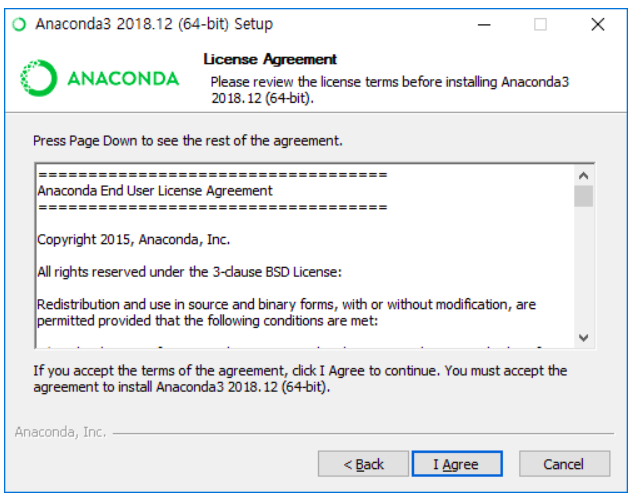 Anaconda3 2018.12 (64-bit) Setup
ANACONDA
License Agreement
Please review the license terms before installing Anaconda3
2018.12 (64-bit).
Press Page Down to see the rest of the agreement.
===================================
Anaconda End User License Agreement
===================================
Copyright 2015, Anaconda, Inc.
All rights reserved under the 3-clause BSD License:
Redistribution and use in source and binary forms, with or without modification, are
permitted provided that the following conditions are met:
If you accept the terms of the agreement, click I Agree to continue. You must accept the
agreement to install Anaconda3 2018.12 (64-bit).
Anaconda, Inc.
< Back
I Agree
Cancel